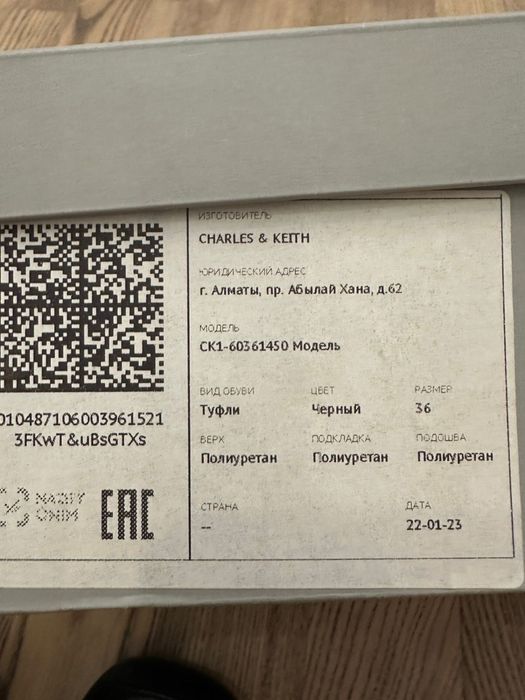 ИЗГОТОВИТЕЛЬ
CHARLES & KEITH
ЮРИДИЧЕСКИЙ АДРЕС
г. Алматы, пр. Абылай Хана, д.62
МОДЕЛЬ
CK1-60361450 Модель
ВИД ОБУВИ ЦВЕТ РАЗМЕР
Туфли Черный 36
ВЕРХ ПОДКЛАДКА ПОДОШВА
Полиуретан Полиуретан Полиуретан
СТРАНА ДАТА
-- 22-01-23
010487106003961521
3FKwT&uBsGTXs
EAC